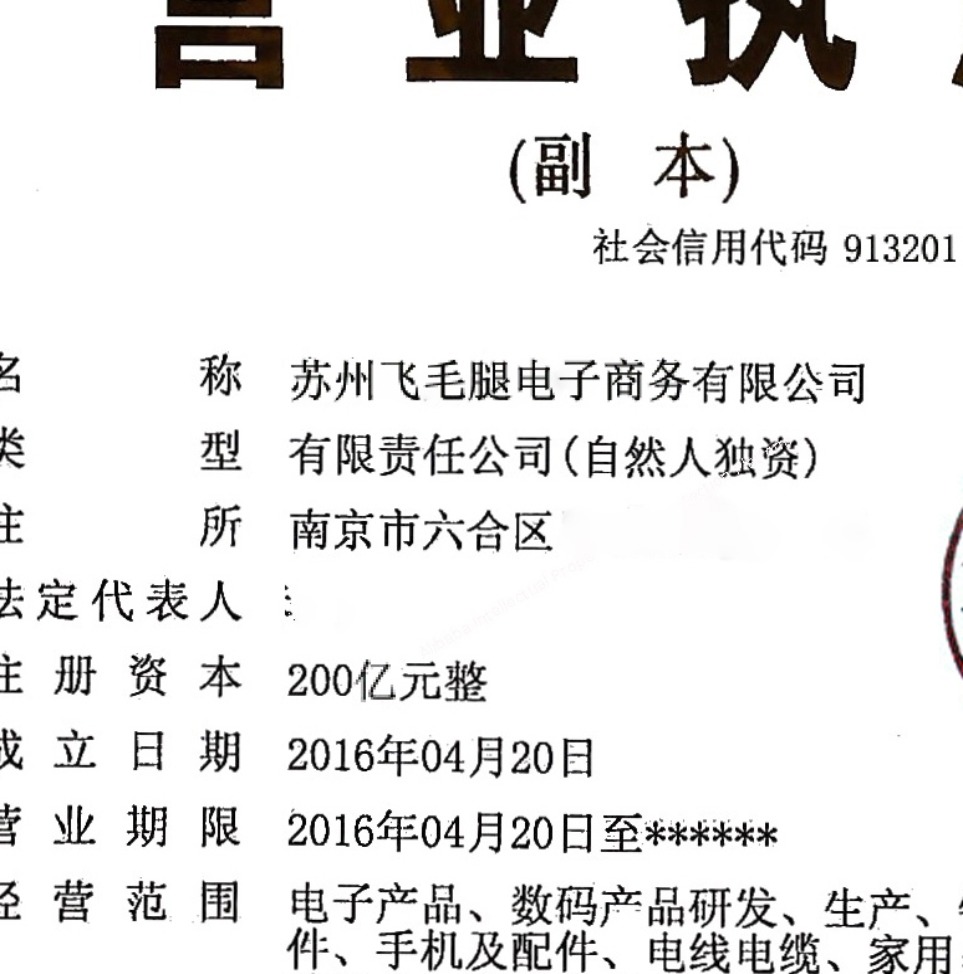 营业执
(副 本)
社会信用代码 913201
名 称 苏州飞毛腿电子商务有限公司
类 型 有限责任公司(自然人独资)
住 所 南京市六合区
法定代表人
注册资本 200亿元整
成立日期 2016年04月20日
营业期限 2016年04月20日至******
经营范围 电子产品、数码产品研发、生产、
件、手机及配件、电线电缆、家用